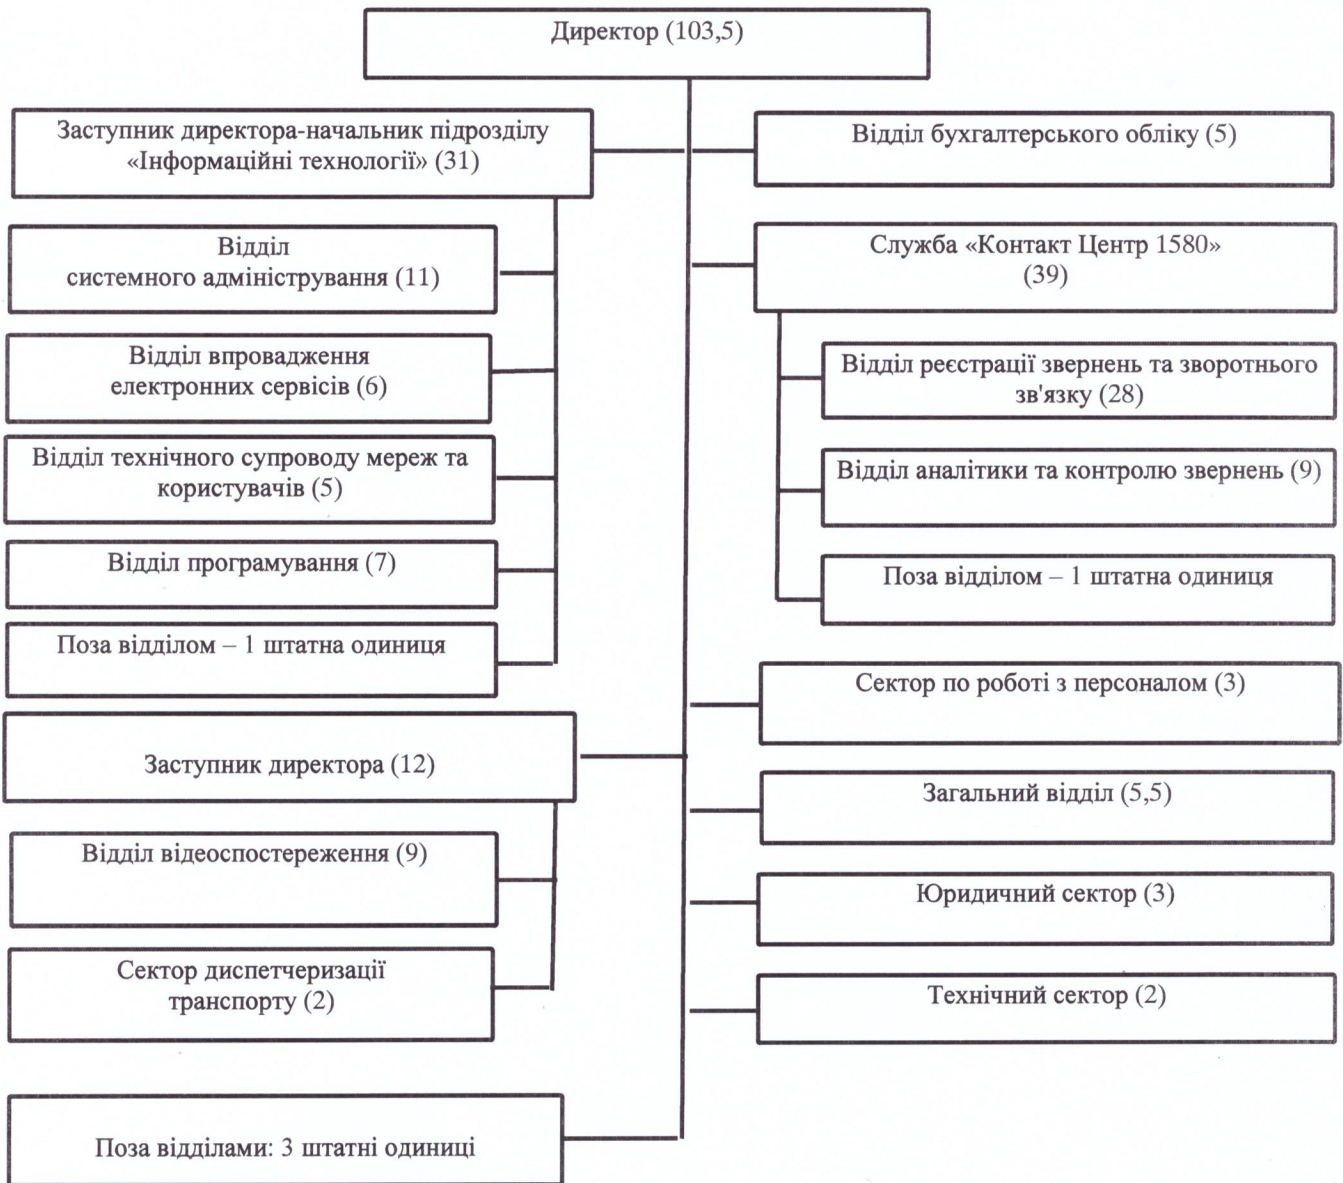 Директор (103,5)
Заступник директора-начальник підрозділу
«Інформаційні технології» (31)
Відділ
системного адміністрування (11)
Відділ впровадження
електронних сервісів (6)
Відділ технічного супроводу мереж та
користувачів (5)
Відділ програмування (7)
Поза відділом – 1 штатна одиниця
Заступник директора (12)
Відділ відеоспостереження (9)
Сектор диспетчеризації
транспорту (2)
Поза відділами: 3 штатні одиниці
Відділ бухгалтерського обліку (5)
Служба «Контакт Центр 1580»
(39)
Відділ реєстрації звернень та зворотнього
зв'язку (28)
Відділ аналітики та контролю звернень (9)
Поза відділом – 1 штатна одиниця
Сектор по роботі з персоналом (3)
Загальний відділ (5,5)
Юридичний сектор (3)
Технічний сектор (2)